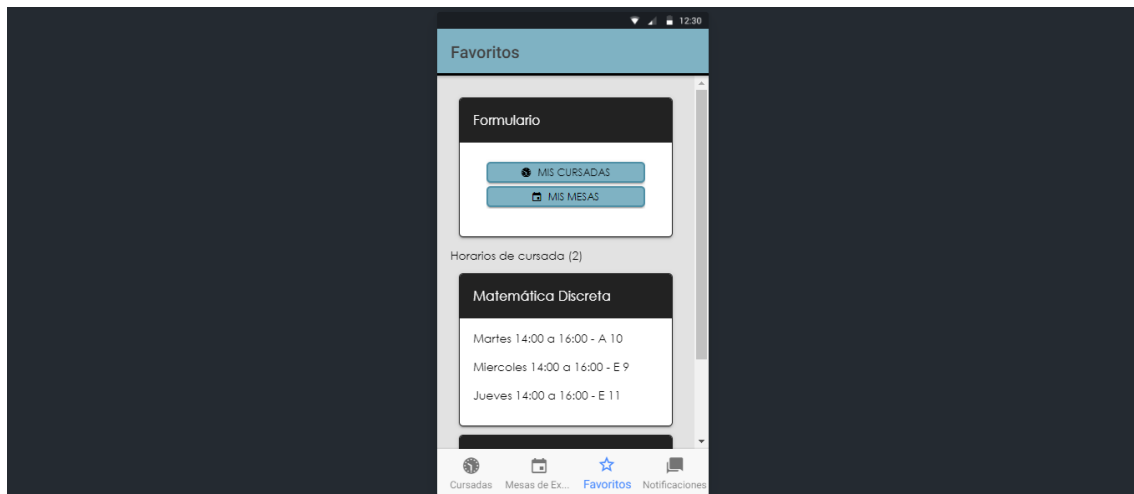 12:30
Favoritos
Formulario
MIS CURSADAS
MIS MESAS
Horarios de cursada (2)
Matemática Discreta
Martes 14:00 a 16:00 - A 10
Miercoles 14:00 a 16:00 - E 9
Jueves 14:00 a 16:00 - E 11
Cursadas Mesas de Ex... Favoritos Notificaciones